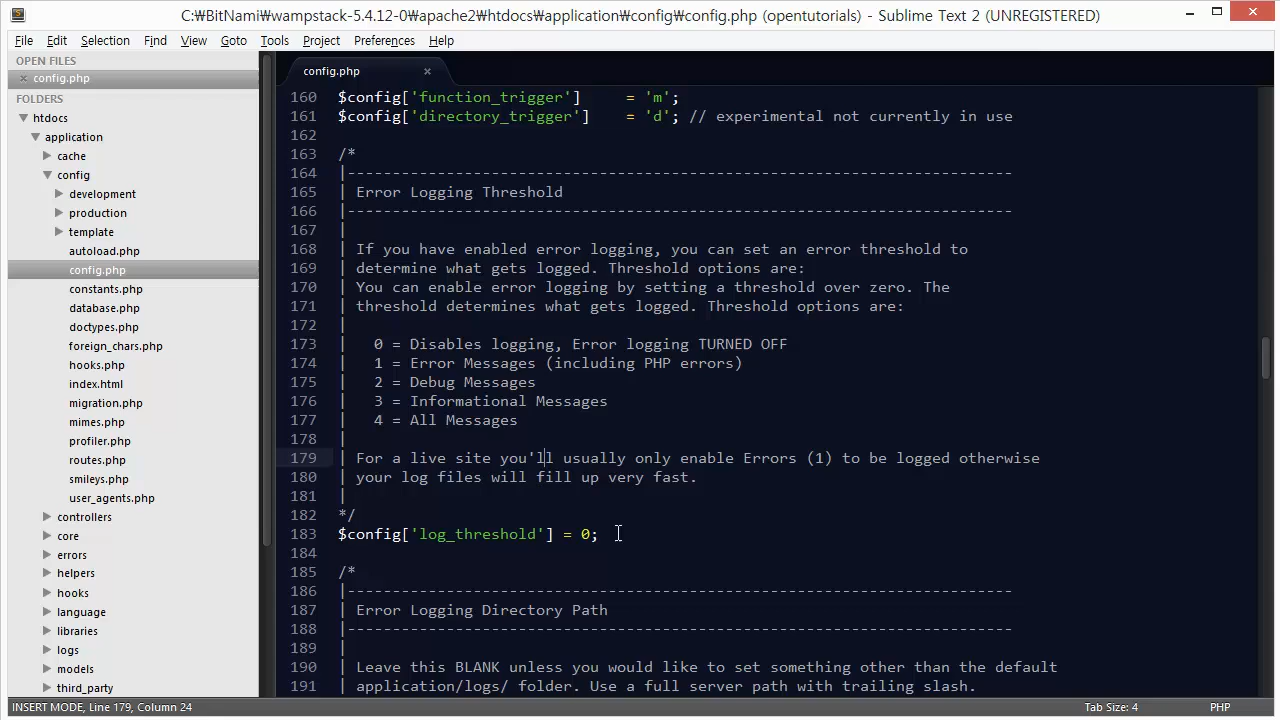 C:₩BitNami₩wampstack-5.4.12-0₩apache2₩htdocs₩application₩config₩config.php (opentutorials) - Sublime Text 2 (UNREGISTERED)
File Edit Selection Find View Goto Tools Project Preferences Help
OPEN FILES
× config.php
FOLDERS
htdocs
application
cache
config
development
production
template
autoload.php
config.php
constants.php
database.php
doctypes.php
foreign_chars.php
hooks.php
index.html
migration.php
mimes.php
profiler.php
routes.php
smileys.php
user_agents.php
controllers
core
errors
helpers
hooks
language
libraries
logs
models
third_party
config.php ×
160 $config['function_trigger']     = 'm';
161 $config['directory_trigger']    = 'd'; // experimental not currently in use
162
163 /*
164 |--------------------------------------------------------------------------
165 | Error Logging Threshold
166 |--------------------------------------------------------------------------
167 |
168 | If you have enabled error logging, you can set an error threshold to
169 | determine what gets logged. Threshold options are:
170 | You can enable error logging by setting a threshold over zero. The
171 | threshold determines what gets logged. Threshold options are:
172 |
173 |   0 = Disables logging, Error logging TURNED OFF
174 |   1 = Error Messages (including PHP errors)
175 |   2 = Debug Messages
176 |   3 = Informational Messages
177 |   4 = All Messages
178 |
179 | For a live site you'll usually only enable Errors (1) to be logged otherwise
180 | your log files will fill up very fast.
181 |
182 */
183 $config['log_threshold'] = 0;
184
185 /*
186 |--------------------------------------------------------------------------
187 | Error Logging Directory Path
188 |--------------------------------------------------------------------------
189 |
190 | Leave this BLANK unless you would like to set something other than the default
191 | application/logs/ folder. Use a full server path with trailing slash.
INSERT MODE, Line 179, Column 24 Tab Size: 4 PHP